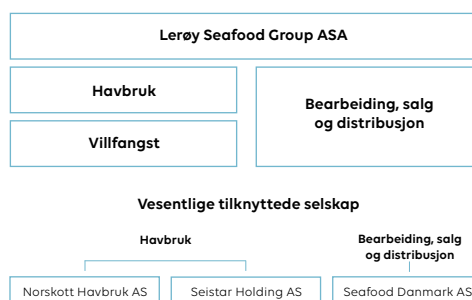 Lerøy Seafood Group ASA
Havbruk
Villfangst
Bearbeiding, salg
og distribusjon
Vesentlige tilknyttede selskap
Havbruk
Bearbeiding, salg
og distribusjon
Norskott Havbruk AS
Seistar Holding AS
Seafood Danmark AS